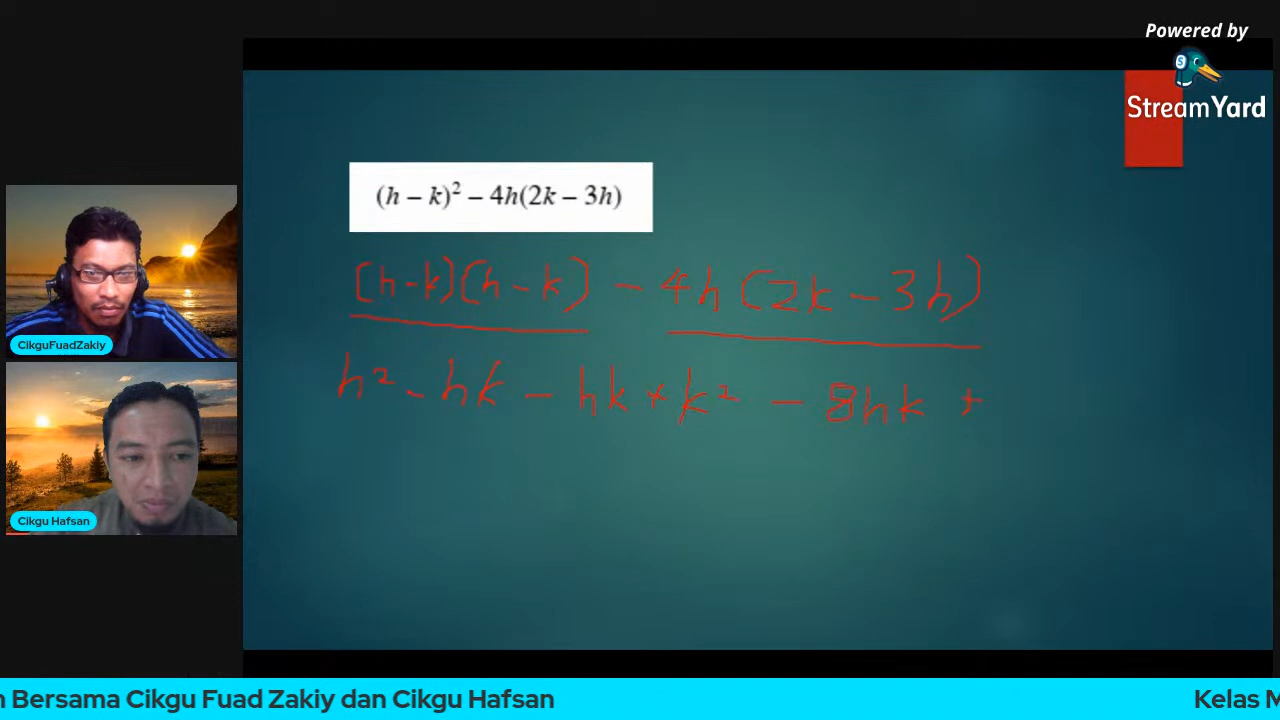 Powered by
StreamYard
(h – k)² – 4h(2k – 3h)
(h-k)(h-k) - 4h(2k-3h)
h² - hk - hk + k² - 8hk +
CikguFuadZakiy
Cikgu Hafsan
n Bersama Cikgu Fuad Zakiy dan Cikgu Hafsan
Kelas M